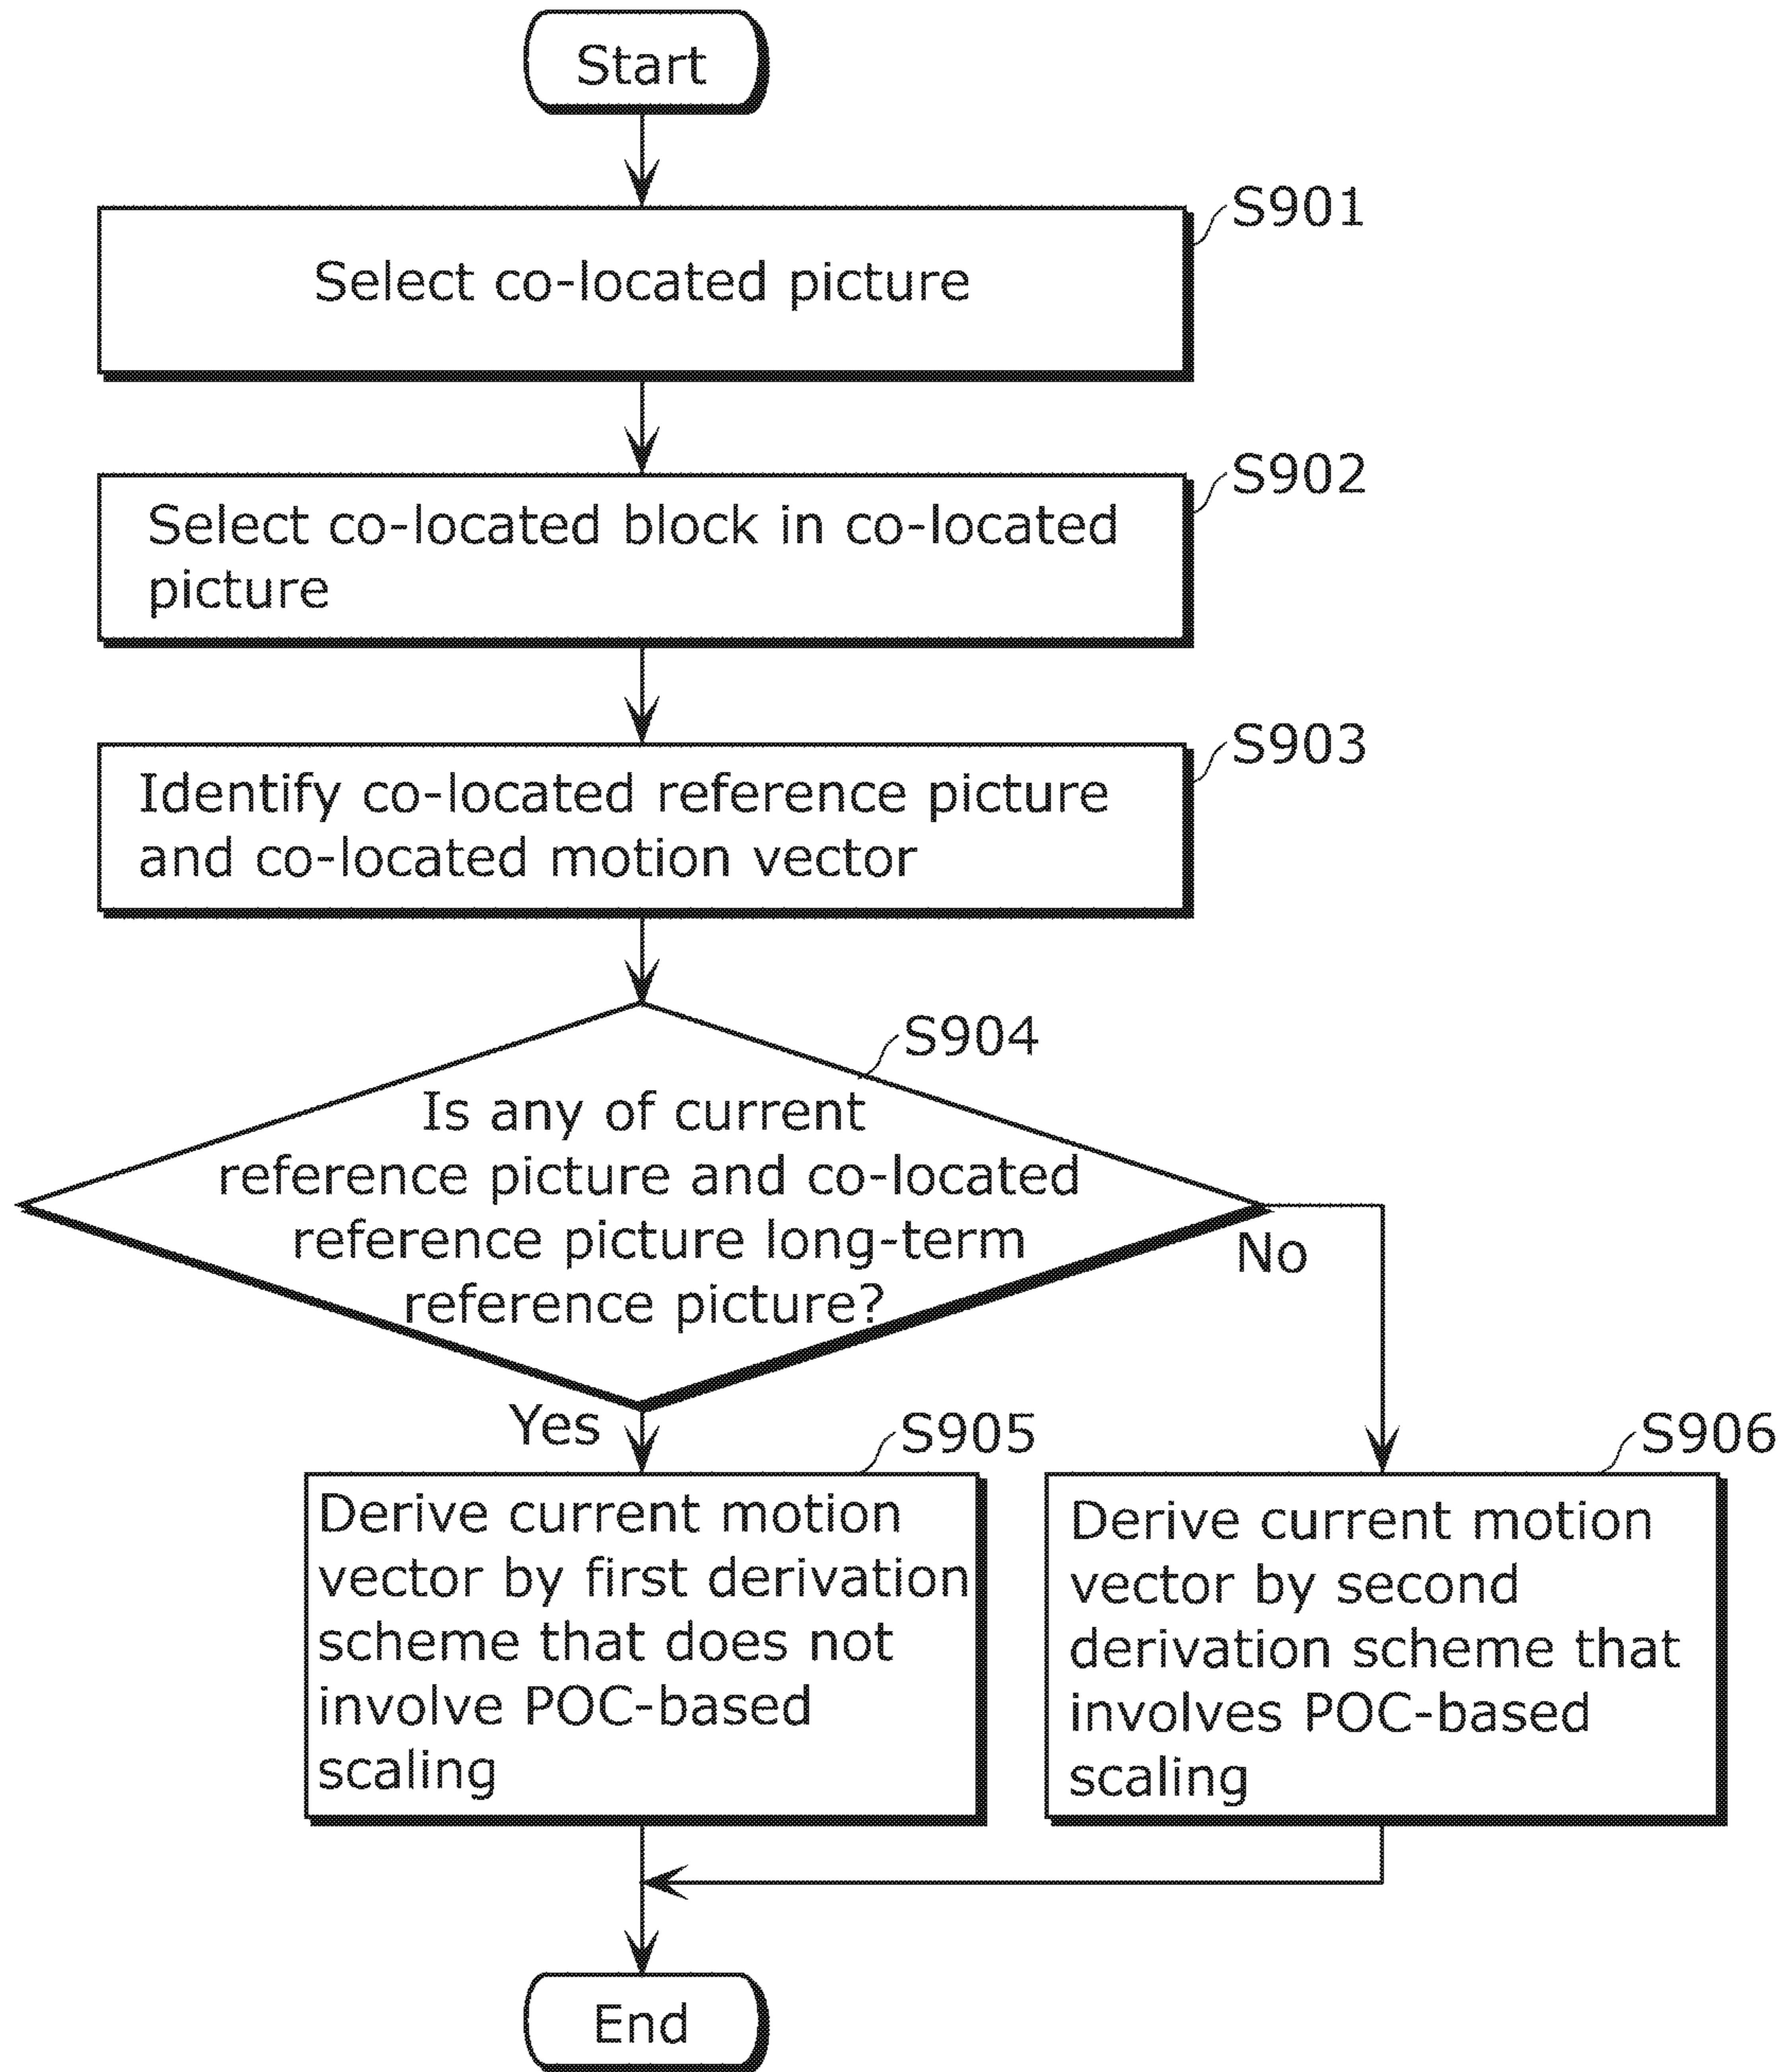 Start
S901
Select co-located picture
S902
Select co-located block in co-located
picture
S903
Identify co-located reference picture
and co-located motion vector
S904
Is any of current
reference picture and co-located
reference picture long-term
reference picture?
No
Yes
S905
Derive current motion
vector by first derivation
scheme that does not
involve POC-based
scaling
S906
Derive current motion
vector by second
derivation scheme that
involves POC-based
scaling
End